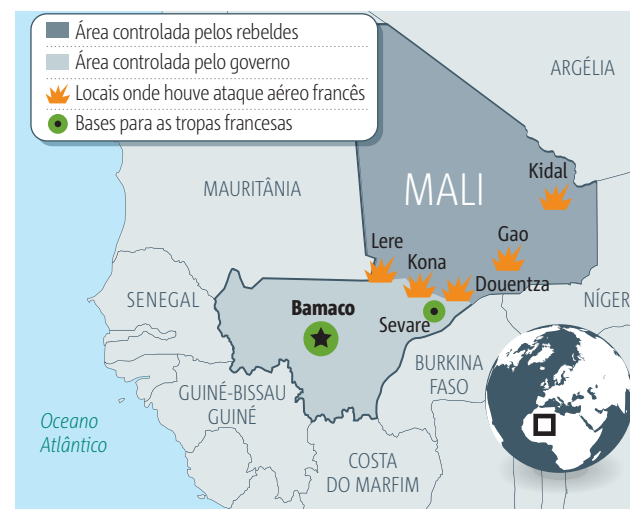 Área controlada pelos rebeldes
Área controlada pelo governo
Locais onde houve ataque aéreo francês
Bases para as tropas francesas
ARGÉLIA
MAURITÂNIA
MALI
Kidal
Lere
Kona
Gao
Douentza
SENEGAL
Bamaco
Sevare
NÍGER
BURKINA
FASO
GUINÉ-BISSAU
GUINÉ
Oceano
Atlântico
COSTA
DO MARFIM